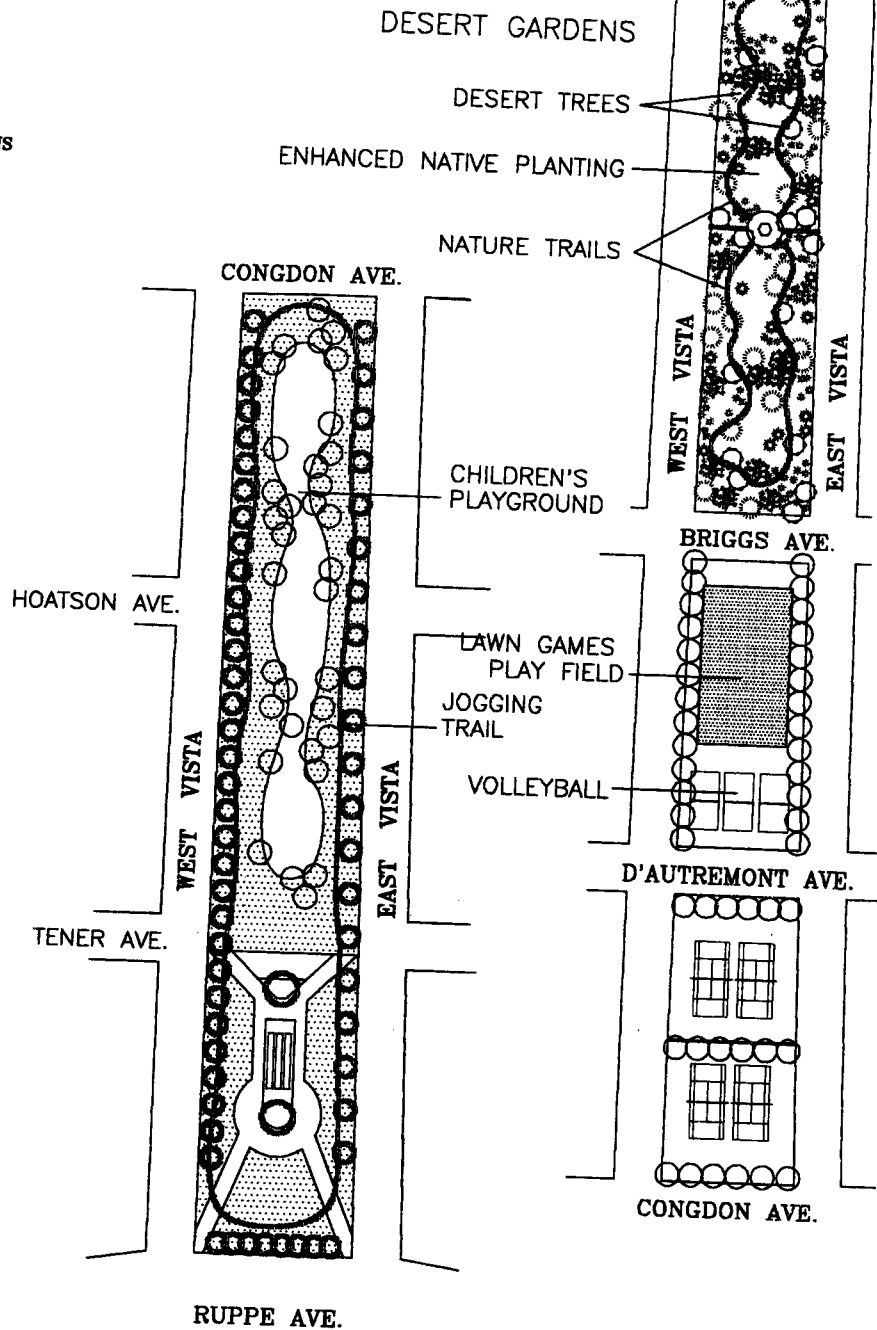 DESERT GARDENS
DESERT TREES
ENHANCED NATIVE PLANTING
NATURE TRAILS
WEST VISTA
EAST VISTA
BRIGGS AVE.
LAWN GAMES
PLAY FIELD
VOLLEYBALL
D'AUTREMONT AVE.
CONGDON AVE.
CONGDON AVE.
CHILDREN'S
PLAYGROUND
HOATSON AVE.
JOGGING
TRAIL
WEST VISTA
EAST VISTA
TENER AVE.
RUPPE AVE.